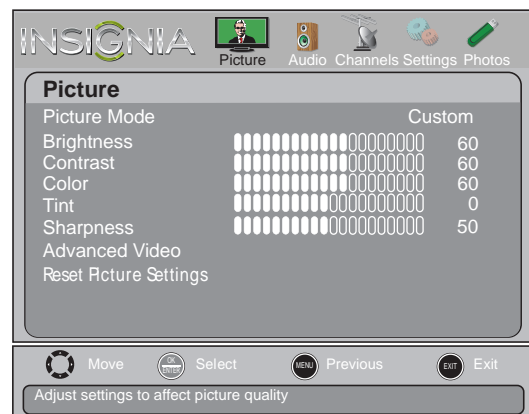 INSIGNIA
Picture Audio Channels Settings Photos
Picture
Picture Mode Custom
Brightness 60
Contrast 60
Color 60
Tint 0
Sharpness 50
Advanced Video
Reset Picture Settings
Move OK ENTER Select MENU Previous EXIT Exit
Adjust settings to affect picture quality